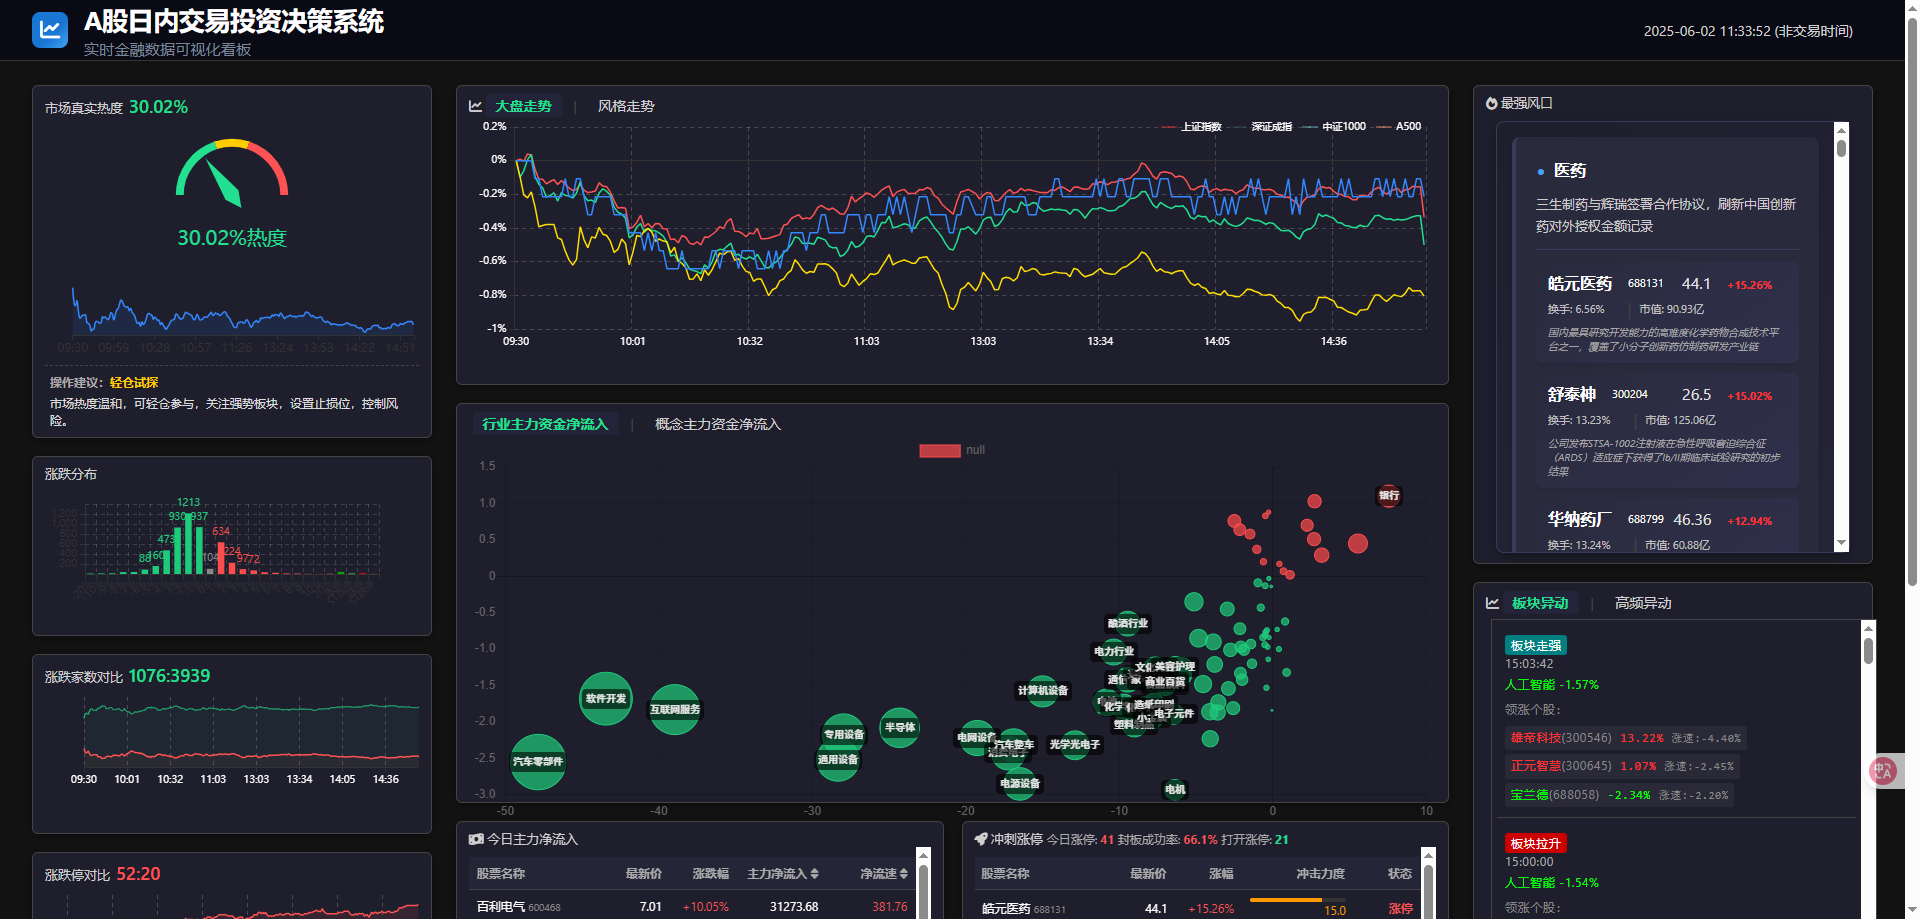 A股日内交易投资决策系统
实时金融数据可视化看板
2025-06-02 11:33:52 (非交易时间)
市场真实热度 30.02%
30.02%热度
09:30 09:59 10:28 10:57 11:26 13:24 13:53 14:22 14:51
操作建议: 轻仓试探
市场热度温和，可轻仓参与，关注强势板块，设置止损位，控制风
险。
涨跌分布
1213
930 937
473
634
88 160
104
224
97 72
1,200
1,000
800
600
400
200
涨跌家数对比 1076:3939
09:30 10:01 10:32 11:03 13:03 13:34 14:05 14:36
涨跌停对比 52:20
大盘走势 | 风格走势
上证指数 深证成指 中证1000 A500
0.2%
0%
-0.2%
-0.4%
-0.6%
-0.8%
-1%
09:30 10:01 10:32 11:03 13:03 13:34 14:05 14:36
行业主力资金净流入 | 概念主力资金净流入
null
1.5
1.0
0.5
0
-0.5
-1.0
-1.5
-2.0
-2.5
-3.0
-50 -40 -30 -20 -10 0 10
银行
酿酒行业
电力行业
美容护理
商业百货
计算机设备
软件开发
互联网服务
电子元件
专用设备
半导体
电网设备
汽车整车
光学光电子
通用设备
汽车零部件
电源设备
电机
今日主力净流入
股票名称 最新价 涨跌幅 主力净流入 净流速
百利电气 600468 7.01 +10.05% 31273.68 381.76
冲刺涨停 今日涨停: 41 封板成功率: 66.1% 打开涨停: 21
股票名称 最新价 涨幅 冲击力度 状态
皓元医药 688131 44.1 +15.26% 15.0 涨停
最强风口
医药
三生制药与辉瑞签署合作协议，刷新中国创新
药对外授权金额记录
皓元医药 688131 44.1 +15.26%
换手: 6.56% 市值: 90.93亿
国内最具研究开发能力的高难度化学药物合成技术平
台之一，覆盖了小分子创新药仿制药研发产业链
舒泰神 300204 26.5 +15.02%
换手: 13.23% 市值: 125.06亿
公司发布STSA-1002注射液在急性呼吸窘迫综合征
（ARDS）适应症下获得了Ib/II期临床试验研究的初步
结果
华纳药厂 688799 46.36 +12.94%
换手: 13.24% 市值: 60.88亿
板块异动 | 高频异动
板块走强
15:03:42
人工智能 -1.57%
领涨个股:
雄帝科技(300546) 13.22% 涨速:-4.40%
正元智慧(300645) 1.07% 涨速:-2.45%
宝兰德(688058) -2.34% 涨速:-2.20%
板块拉升
15:00:00
人工智能 -1.54%
领涨个股: